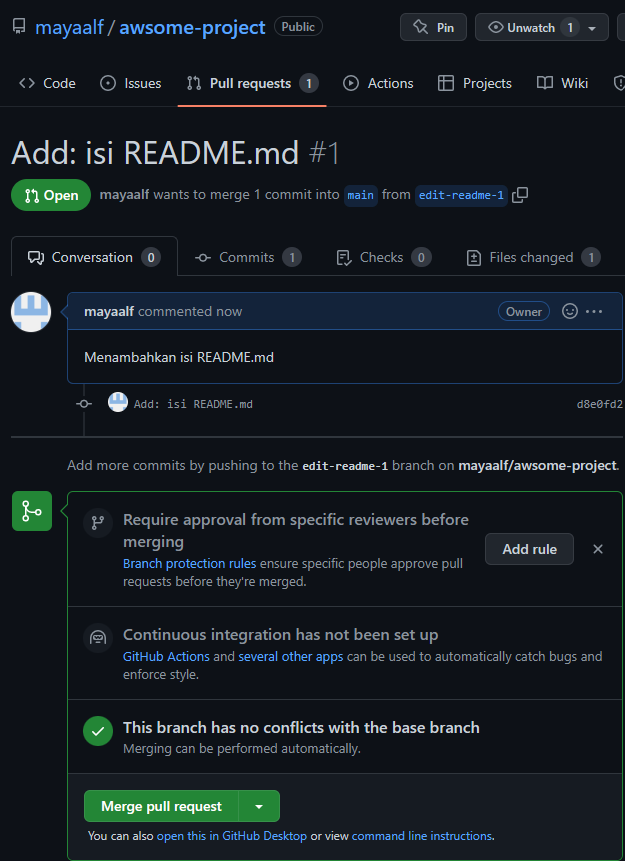 mayaalf / awsome-project Public Pin Unwatch 1
Code Issues Pull requests 1 Actions Projects Wiki
Add: isi README.md #1
Open mayaalf wants to merge 1 commit into main from edit-readme-1
Conversation 0 Commits 1 Checks 0 Files changed 1
mayaalf commented now Owner
Menambahkan isi README.md
Add: isi README.md d8e0fd2
Add more commits by pushing to the edit-readme-1 branch on mayaalf/awsome-project.
Require approval from specific reviewers before
merging
Add rule
Branch protection rules ensure specific people approve pull
requests before they're merged.
Continuous integration has not been set up
GitHub Actions and several other apps can be used to automatically catch bugs and
enforce style.
This branch has no conflicts with the base branch
Merging can be performed automatically.
Merge pull request
You can also open this in GitHub Desktop or view command line instructions.